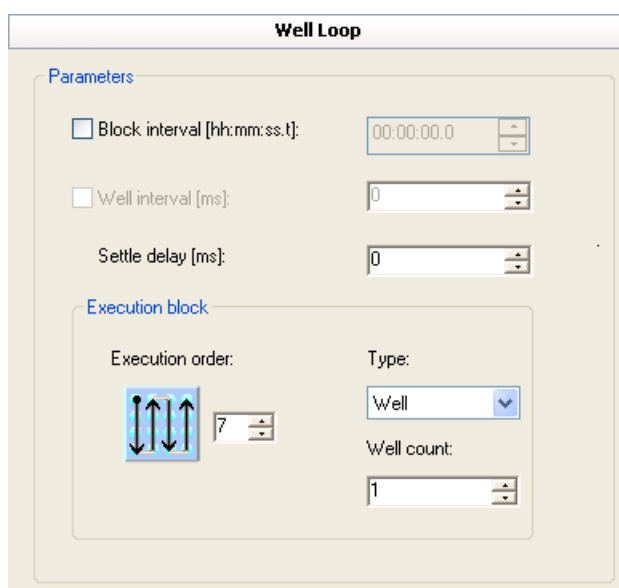 Well Loop
Parameters
Block interval [hh:mm:ss.t]: 00:00:00.0
Well interval [ms]: 0
Settle delay [ms]: 0
Execution block
Execution order: Type:
7 Well
Well count:
1